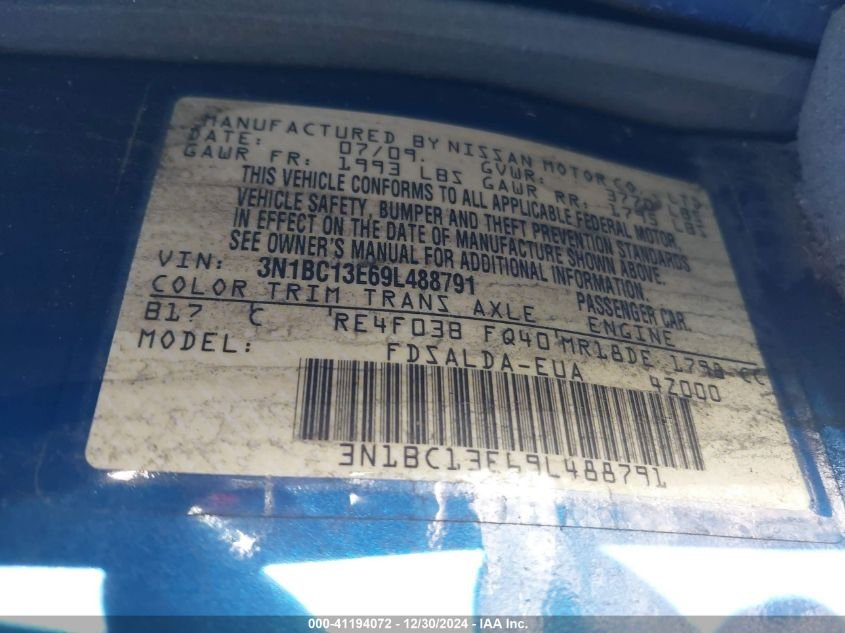 MANUFACTURED BY NISSAN MOTOR CO., LTD
DATE: 07/09. GVWR: LBS
GAWR FR: 1993 LBS GAWR RR: 1795 LBS
THIS VEHICLE CONFORMS TO ALL APPLICABLE FEDERAL MOTOR
VEHICLE SAFETY, BUMPER AND THEFT PREVENTION STANDARDS
IN EFFECT ON THE DATE OF MANUFACTURE SHOWN ABOVE.
SEE OWNER'S MANUAL FOR ADDITIONAL INFORMATION.
VIN: 3N1BC13E69L488791 PASSENGER CAR.
COLOR TRIM TRANS AXLE ENGINE
B17 C RE4F03B FQ40 MR18DE 1798 CC
MODEL: FDSALDA-EUA 4Z000
3N1BC13E69L488791
000-41194072 - 12/30/2024 - IAA Inc.